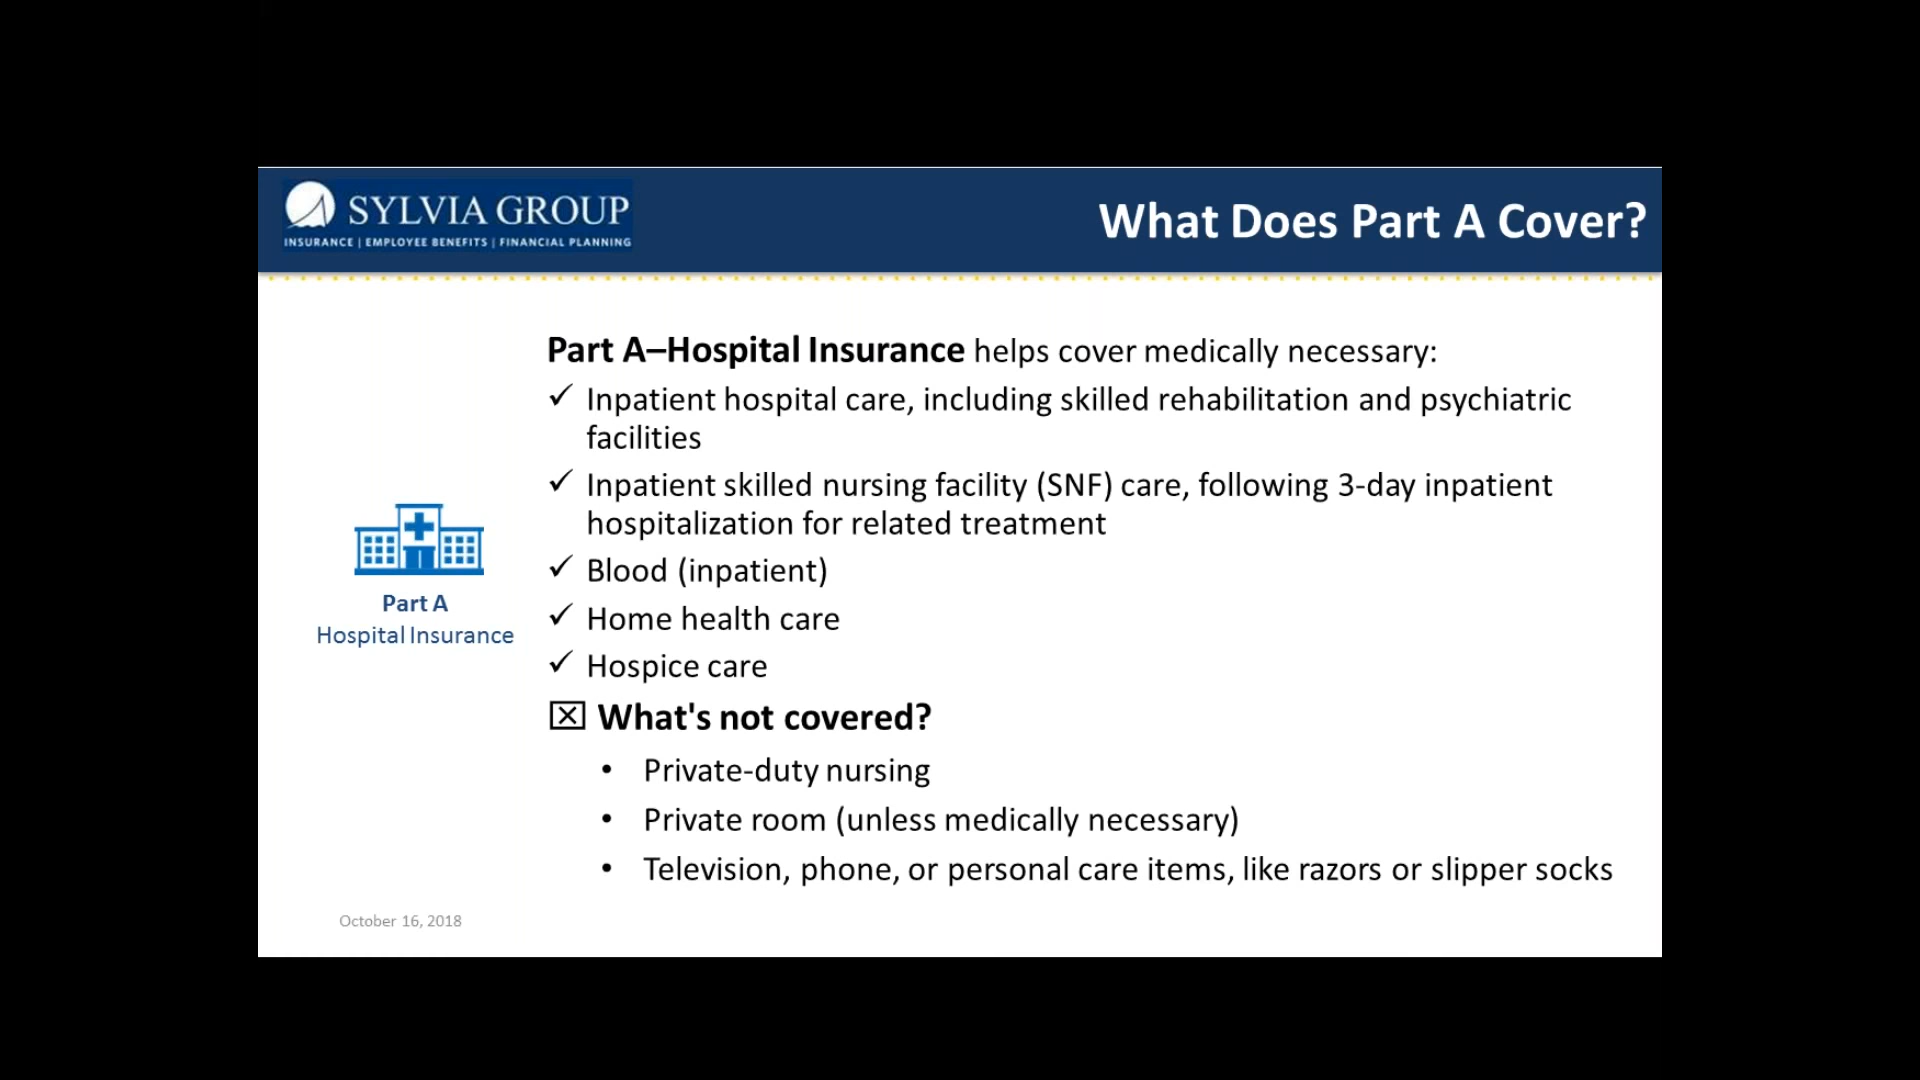 SYLVIA GROUP
INSURANCE | EMPLOYEE BENEFITS | FINANCIAL PLANNING
What Does Part A Cover?
Part A–Hospital Insurance helps cover medically necessary:
✓ Inpatient hospital care, including skilled rehabilitation and psychiatric
facilities
✓ Inpatient skilled nursing facility (SNF) care, following 3-day inpatient
hospitalization for related treatment
✓ Blood (inpatient)
✓ Home health care
✓ Hospice care
☒ What's not covered?
• Private-duty nursing
• Private room (unless medically necessary)
• Television, phone, or personal care items, like razors or slipper socks
Part A
Hospital Insurance
October 16, 2018